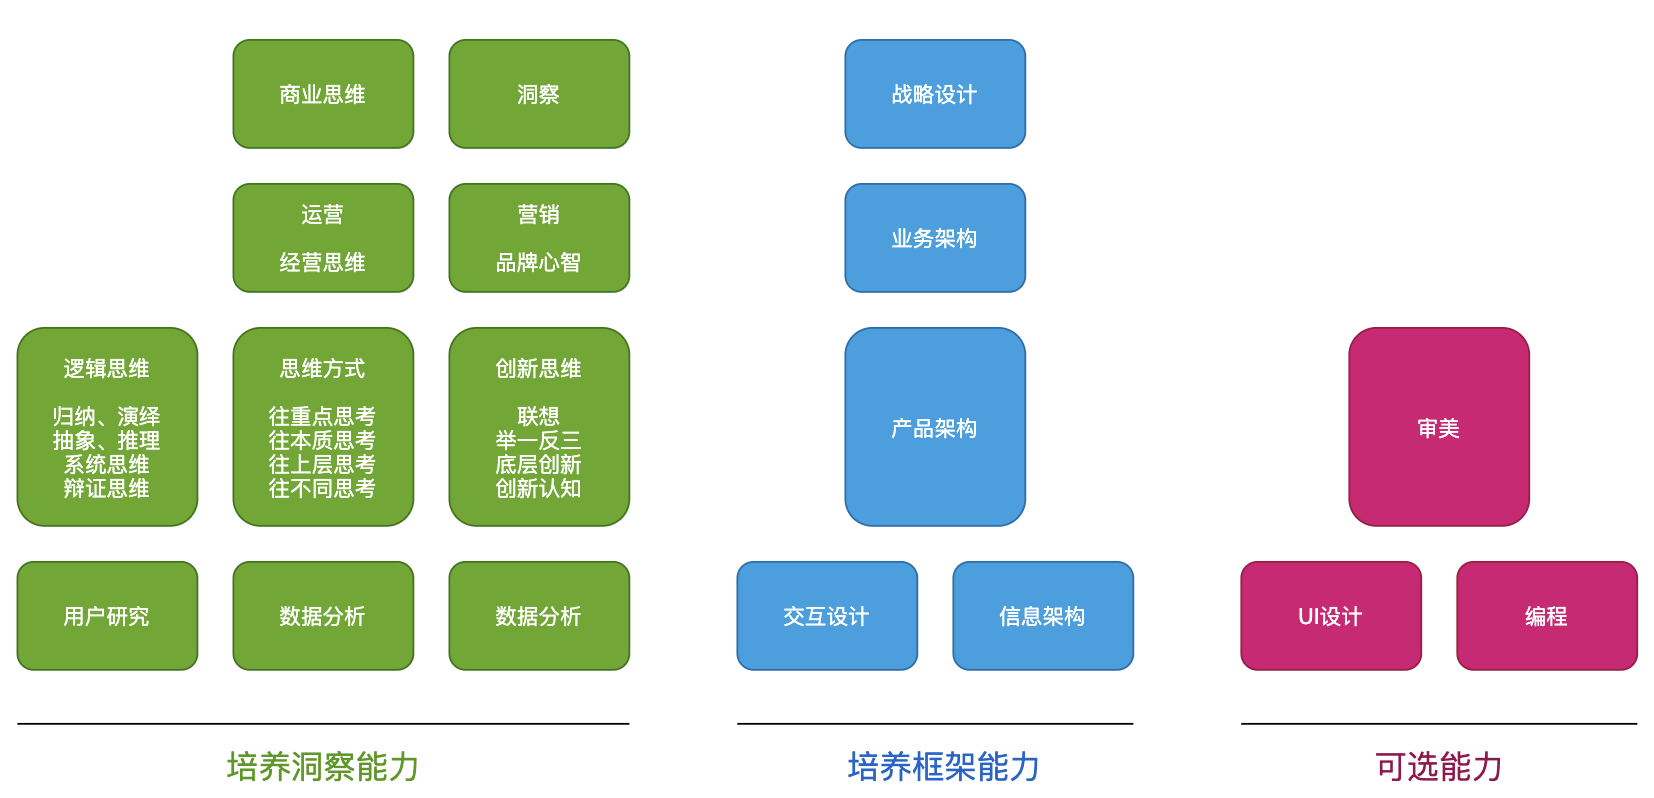 商业思维
洞察
战略设计
运营
经营思维
营销
品牌心智
业务架构
逻辑思维
归纳、演绎
抽象、推理
系统思维
辩证思维
思维方式
往重点思考
往本质思考
往上层思考
往不同思考
创新思维
联想
举一反三
底层创新
创新认知
产品架构
审美
用户研究
数据分析
数据分析
交互设计
信息架构
UI设计
编程
培养洞察能力
培养框架能力
可选能力